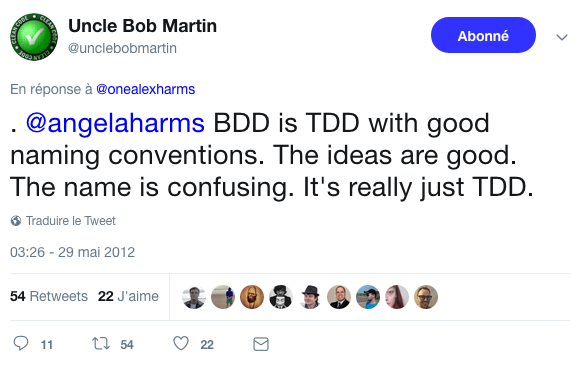 Uncle Bob Martin
@unclebobmartin
Abonné
En réponse à @onealexharms
. @angelaharms BDD is TDD with good
naming conventions. The ideas are good.
The name is confusing. It's really just TDD.
Traduire le Tweet
03:26 - 29 mai 2012
54 Retweets 22 J'aime
11 54 22